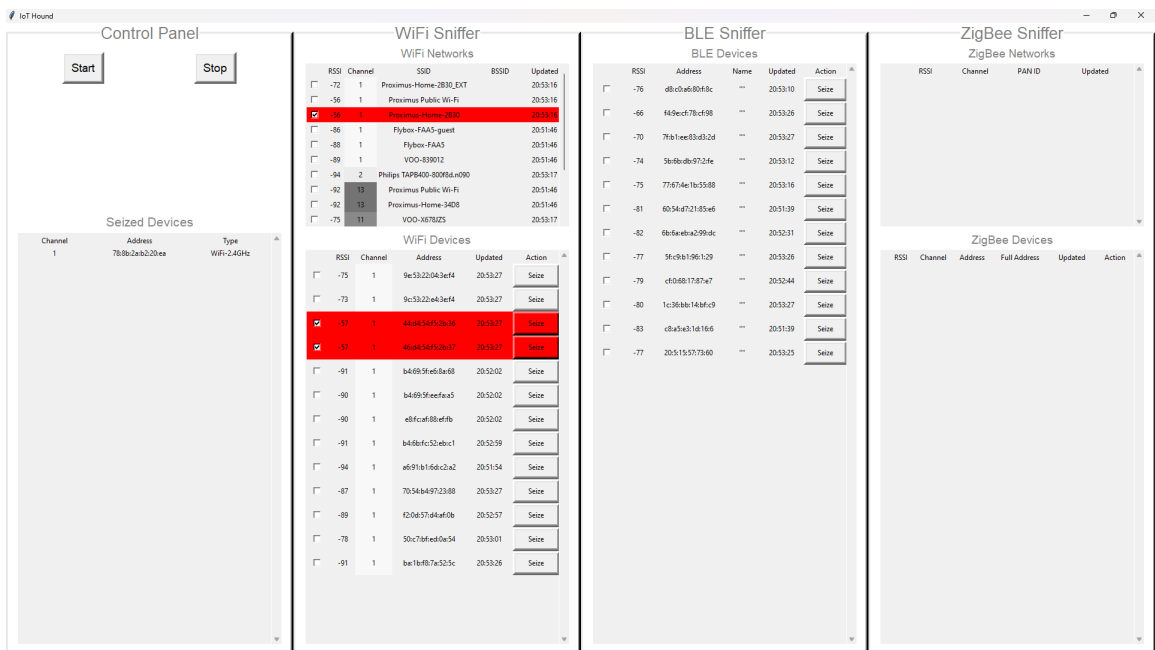 IoT Hound
Control Panel
Start Stop
Seized Devices
Channel Address Type
1 78:8b:2a:b2:20:ea WiFi-2.4GHz
WiFi Sniffer
WiFi Networks
RSSI Channel SSID BSSID Updated
-72 1 Proximus-Home-2B30_EXT 20:53:16
-56 1 Proximus Public Wi-Fi 20:53:16
-56 1 Proximus-Home-2B30 20:53:16
-86 1 Flybox-FAA5-guest 20:51:46
-88 1 Flybox-FAA5 20:51:46
-89 1 VOO-839012 20:51:46
-94 2 Philips TAPB400-800f8d.n090 20:53:17
-92 13 Proximus Public Wi-Fi 20:51:46
-92 13 Proximus-Home-34D8 20:51:46
-75 11 VOO-X678JZS 20:53:17
WiFi Devices
RSSI Channel Address Updated Action
-75 1 9e:53:22:04:3e:f4 20:53:27 Seize
-73 1 9c:53:22:e4:3e:f4 20:53:27 Seize
-57 1 44:d4:54:f5:2b:36 20:53:27 Seize
-57 1 46:d4:54:f5:2b:37 20:53:27 Seize
-91 1 b4:69:5f:e6:8a:68 20:52:02 Seize
-90 1 b4:69:5f:ee:fa:a5 20:52:02 Seize
-90 1 e8:fc:af:88:ef:fb 20:52:02 Seize
-91 1 b4:6b:fc:52:eb:c1 20:52:59 Seize
-94 1 a6:91:b1:6d:c2:a2 20:51:54 Seize
-87 1 70:54:b4:97:23:88 20:53:27 Seize
-89 1 f2:0d:57:d4:af:0b 20:52:57 Seize
-78 1 50:c7:bf:ed:0a:54 20:53:01 Seize
-91 1 ba:1b:f8:7a:52:5c 20:53:26 Seize
BLE Sniffer
BLE Devices
RSSI Address Name Updated Action
-76 d8:c0:a6:80:f:8c "" 20:53:10 Seize
-66 f4:9e:cf:78:cf:98 "" 20:53:26 Seize
-70 7f:b1:ee:83:d3:2d "" 20:53:27 Seize
-74 5b:6b:db:97:2:fe "" 20:53:12 Seize
-75 77:67:4e:1b:55:88 "" 20:53:16 Seize
-81 60:54:d7:21:85:e6 "" 20:51:39 Seize
-82 6b:6a:eb:a2:99:dc "" 20:52:31 Seize
-77 5f:c9:b1:96:1:29 "" 20:53:26 Seize
-79 cf:0:68:17:87:e7 "" 20:52:44 Seize
-80 1c:36:bb:14:bf:c9 "" 20:53:27 Seize
-83 c8:a5:e3:1d:16:6 "" 20:51:39 Seize
-77 20:5:15:57:73:60 "" 20:53:25 Seize
ZigBee Sniffer
ZigBee Networks
RSSI Channel PAN ID Updated
ZigBee Devices
RSSI Channel Address Full Address Updated Action